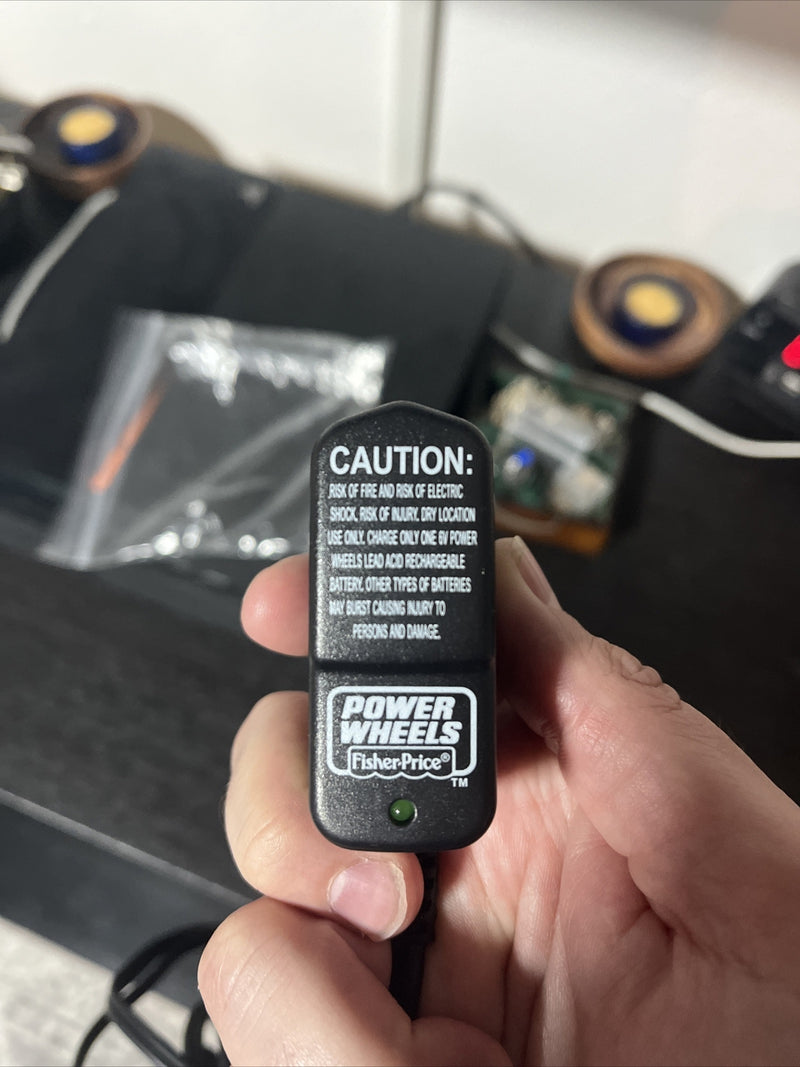 CAUTION:
RISK OF FIRE AND RISK OF ELECTRIC
SHOCK, RISK OF INJURY. DRY LOCATION
USE ONLY. CHARGE ONLY ONE 6V POWER
WHEELS LEAD ACID RECHARGEABLE
BATTERY. OTHER TYPES OF BATTERIES
MAY BURST CAUSING INJURY TO
PERSONS AND DAMAGE.
POWER
WHEELS
Fisher-Price®
TM